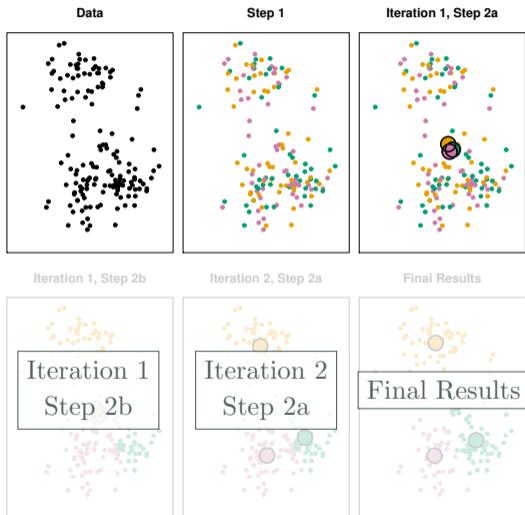 Data
Step 1
Iteration 1, Step 2a
Iteration 1, Step 2b
Iteration 2, Step 2a
Final Results
Iteration 1
Step 2b
Iteration 2
Step 2a
Final Results